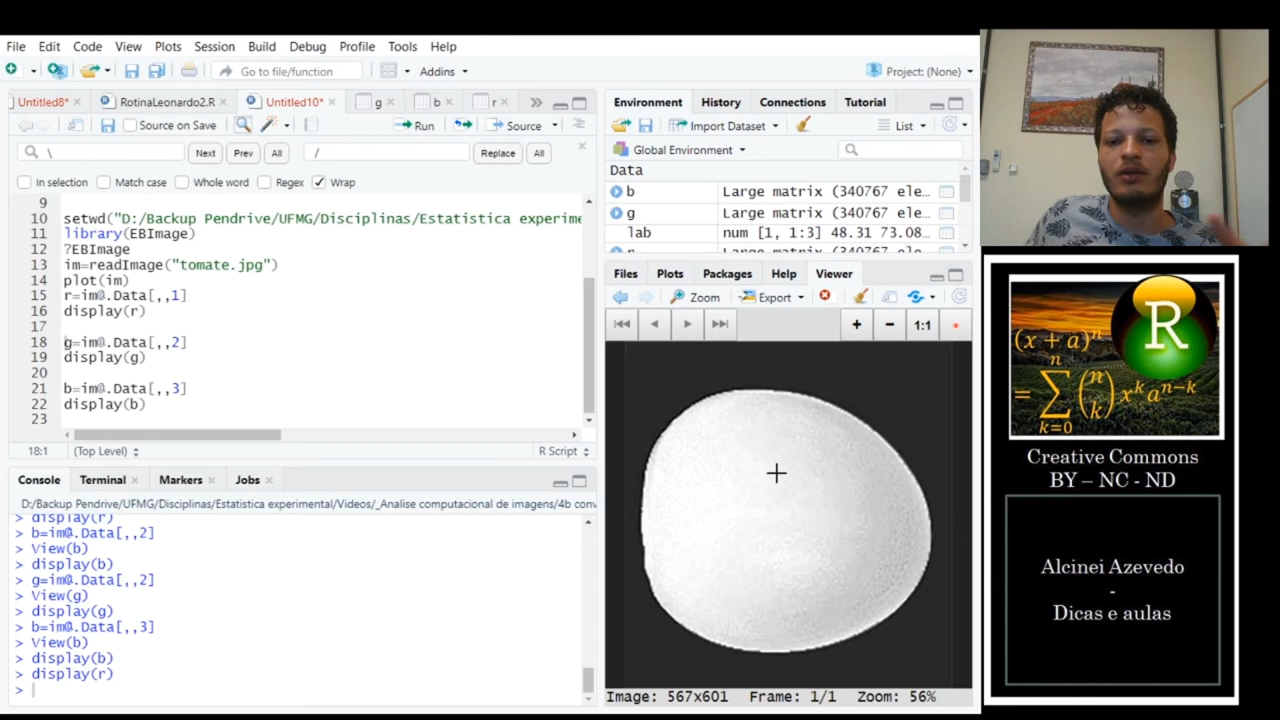 File Edit Code View Plots Session Build Debug Profile Tools Help
Go to file/function Addins Project: (None)
Untitled8* RotinaLeonardo2.R Untitled10* g b r
Source on Save Run Source
\ Next Prev All / Replace All
In selection Match case Whole word Regex Wrap
9
10 setwd("D:/Backup Pendrive/UFMG/Disciplinas/Estatistica experime
11 library(EBImage)
12 ?EBImage
13 im=readImage("tomate.jpg")
14 plot(im)
15 r=im@.Data[,,1]
16 display(r)
17
18 g=im@.Data[,,2]
19 display(g)
20
21 b=im@.Data[,,3]
22 display(b)
23
18:1 (Top Level) R Script
Console Terminal Markers Jobs
D:/Backup Pendrive/UFMG/Disciplinas/Estatistica experimental/Videos/_Analise computacional de imagens/4b conv
> display(r)
> b=im@.Data[,,2]
> View(b)
> display(b)
> g=im@.Data[,,2]
> View(g)
> display(g)
> b=im@.Data[,,3]
> View(b)
> display(b)
> display(r)
>
Environment History Connections Tutorial
Import Dataset List
Global Environment
Data
b Large matrix (340767 ele…
g Large matrix (340767 ele…
lab num [1, 1:3] 48.31 73.08…
r Large matrix (340767 ele…
Files Plots Packages Help Viewer
Zoom Export
+ - 1:1
Image: 567x601 Frame: 1/1 Zoom: 56%
R
(x + a)ⁿ
n
= ∑ (n k) xᵏ aⁿ⁻ᵏ
k=0
Creative Commons
BY – NC - ND
Alcinei Azevedo
-
Dicas e aulas